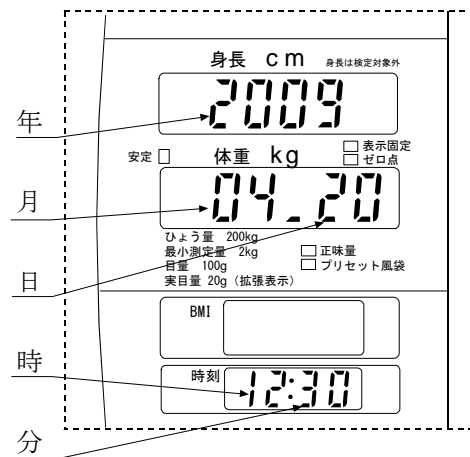 身長 cm 身長は検定対象外
2009
年
安定 体重 kg 表示固定
ゼロ点
04_20
月
ひょう量 200kg
最小測定量 2kg 正味量
目量 100g プリセット風袋
実目量 20g (拡張表示)
日
BMI
時
時刻 12:30
分